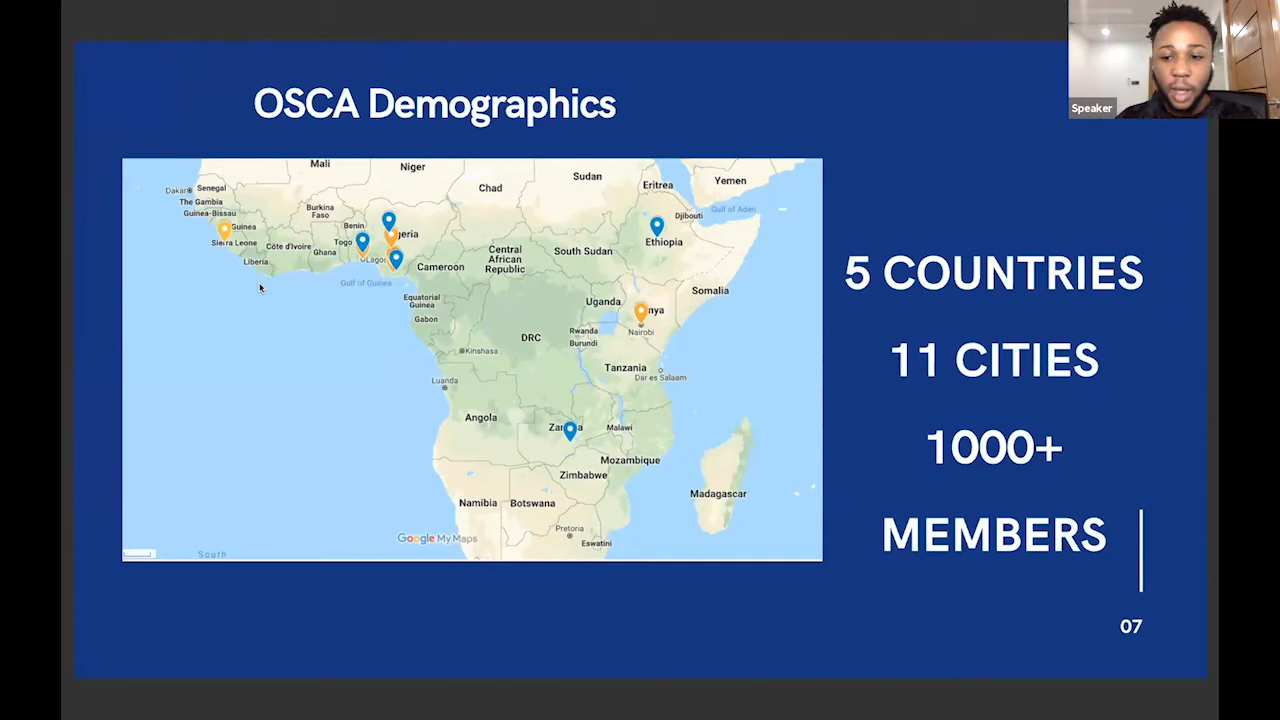 OSCA Demographics
Speaker
Mali
Niger
Chad
Sudan
Eritrea
Yemen
Dakar
Senegal
The Gambia
Guinea-Bissau
Guinea
Sierra Leone
Liberia
Côte d'Ivoire
Burkina
Faso
Ghana
Togo
Benin
geria
Lagos
Gulf of Guinea
Cameroon
Central
African
Republic
South Sudan
Ethiopia
Djibouti
Gulf of Aden
Somalia
Equatorial
Guinea
Gabon
Uganda
nya
Nairobi
DRC
Rwanda
Burundi
Kinshasa
Tanzania
Dar es Salaam
Luanda
Angola
Malawi
Mozambique
Zimbabwe
Namibia
Botswana
Madagascar
Pretoria
Eswatini
Google My Maps
South
5 COUNTRIES
11 CITIES
1000+
MEMBERS
07